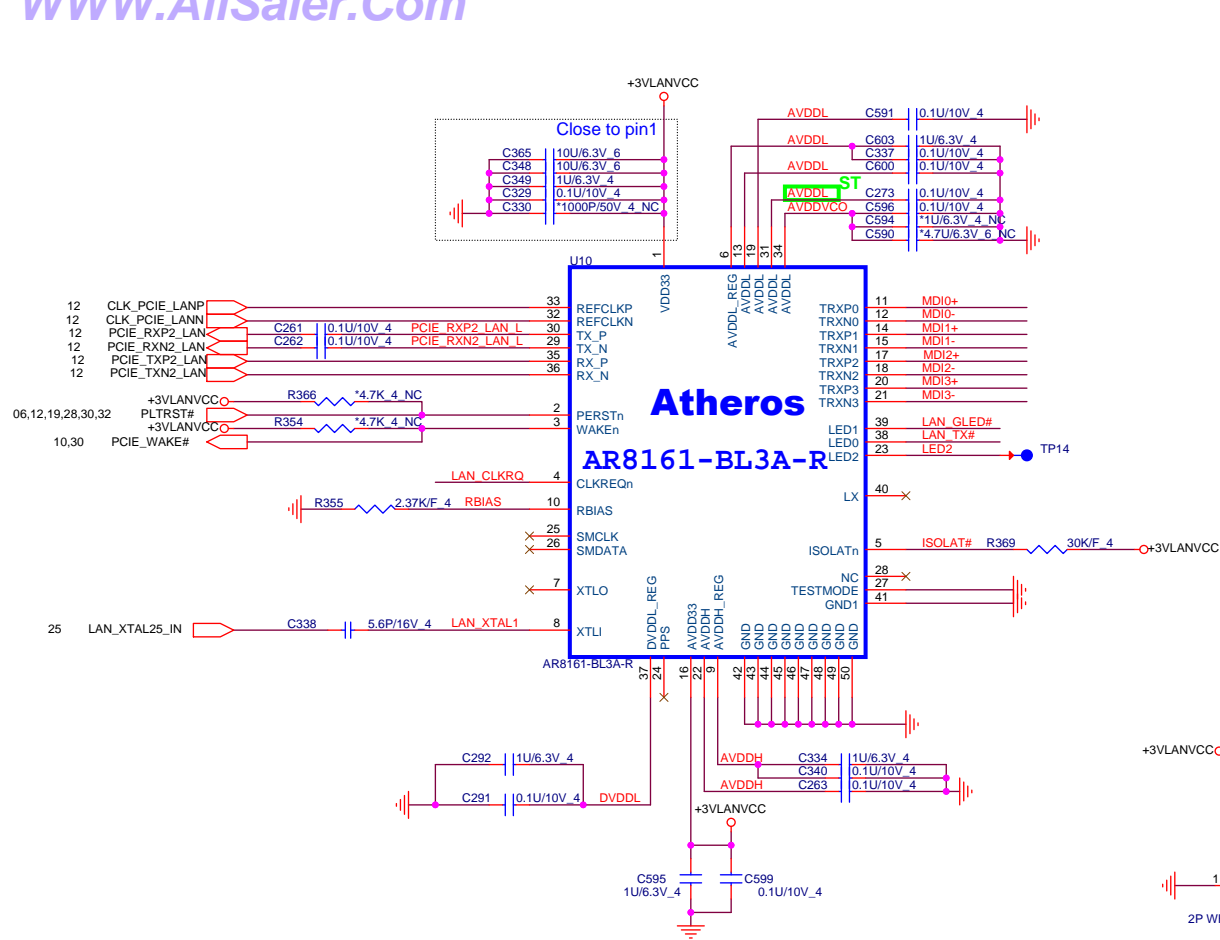 WWW.AllSaler.Com
+3VLANVCC
Close to pin1
C365 10U/6.3V_6
C348 10U/6.3V_6
C349 1U/6.3V_4
C329 0.1U/10V_4
C330 *1000P/50V_4_NC
AVDDL C591 0.1U/10V_4
AVDDL C603 1U/6.3V_4
C337 0.1U/10V_4
AVDDL C600 0.1U/10V_4
ST
AVDDL C273 0.1U/10V_4
AVDDVCO C596 0.1U/10V_4
C594 *1U/6.3V_4_NC
C590 *4.7U/6.3V_6_NC
1 6 13 19 31 34
U10
VDD33 AVDDL_REG AVDDL AVDDL AVDDL AVDDL
12 CLK_PCIE_LANP 33 REFCLKP
12 CLK_PCIE_LANN 32 REFCLKN
12 PCIE_RXP2_LAN C261 0.1U/10V_4 PCIE_RXP2_LAN_L 30 TX_P
12 PCIE_RXN2_LAN C262 0.1U/10V_4 PCIE_RXN2_LAN_L 29 TX_N
12 PCIE_TXP2_LAN 35 RX_P
12 PCIE_TXN2_LAN 36 RX_N
TRXP0 11 MDI0+
TRXN0 12 MDI0-
TRXP1 14 MDI1+
TRXN1 15 MDI1-
TRXP2 17 MDI2+
TRXN2 18 MDI2-
TRXP3 20 MDI3+
TRXN3 21 MDI3-
+3VLANVCC R366 *4.7K_4_NC
06,12,19,28,30,32 PLTRST# 2 PERSTn
+3VLANVCC R354 *4.7K_4_NC
10,30 PCIE_WAKE# 3 WAKEn
Atheros
AR8161-BL3A-R
LED1 39 LAN_GLED#
LED0 38 LAN_TX#
LED2 23 LED2 TP14
LAN_CLKRQ 4 CLKREQn
LX 40
R355 2.37K/F_4 RBIAS 10 RBIAS
25 SMCLK
26 SMDATA
ISOLATn 5 ISOLAT# R369 30K/F_4 +3VLANVCC
7 XTLO
NC 28
TESTMODE 27
GND1 41
25 LAN_XTAL25_IN C338 5.6P/16V_4 LAN_XTAL1 8 XTLI
DVDDL_REG PPS AVDD33 AVDDH AVDDH_REG GND GND GND GND GND GND GND GND GND
AR8161-BL3A-R
37 24 16 22 9 42 43 44 45 46 47 48 49 50
C292 1U/6.3V_4
C291 0.1U/10V_4 DVDDL
AVDDH C334 1U/6.3V_4
C340 0.1U/10V_4
AVDDH C263 0.1U/10V_4
+3VLANVCC
+3VLANVCC
C595 1U/6.3V_4
C599 0.1U/10V_4
1
2P